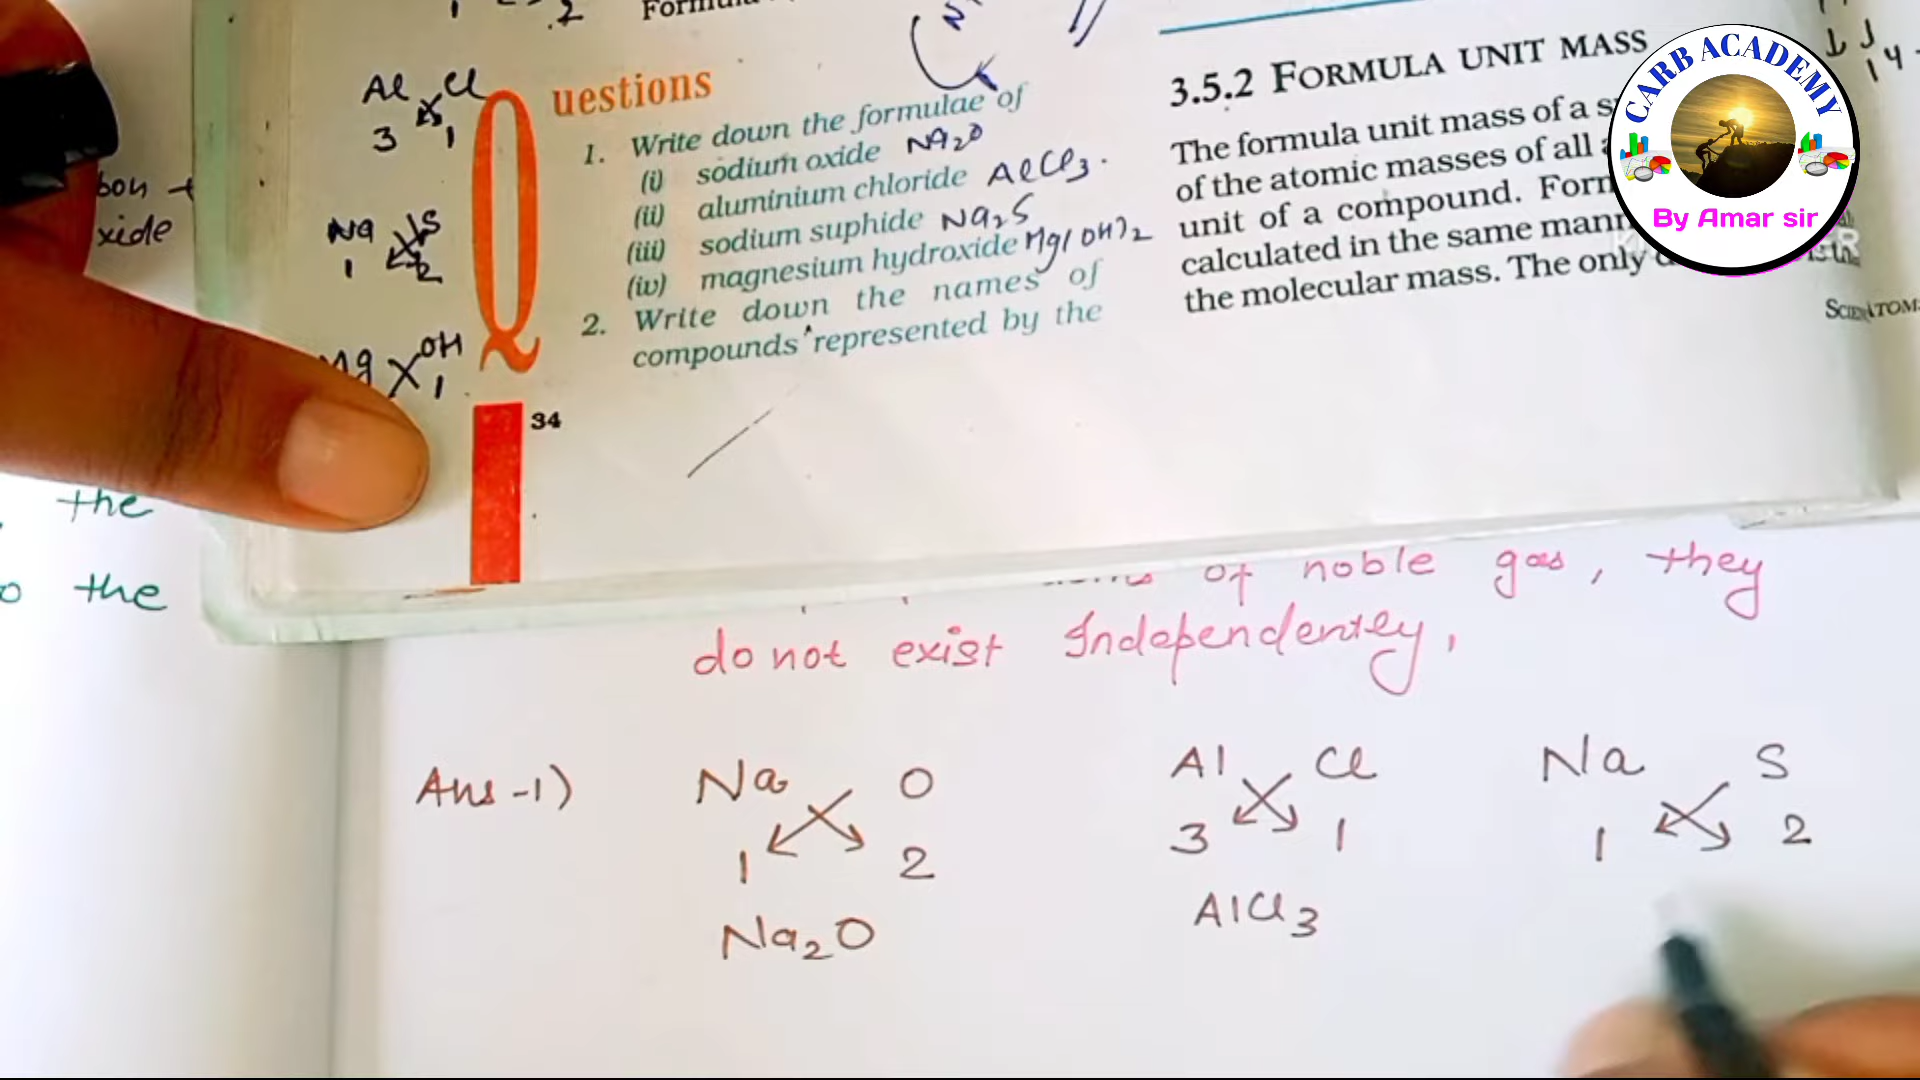 Al Cl
3 1
Na S
1 2
Mg OH
1
xide
the
the
uestions
1. Write down the formulae of
(i) sodium oxide Na2O
(ii) aluminium chloride AlCl3.
(iii) sodium suphide Na2S
(iv) magnesium hydroxide Mg(OH)2
2. Write down the names of
compounds represented by the
34
3.5.2 FORMULA UNIT MASS
The formula unit mass of a s
of the atomic masses of all a
unit of a compound. Form
calculated in the same mann
the molecular mass. The only d
CARB ACADEMY
By Amar sir
of noble gas, they
do not exist Independently,
Ans-1)
Na O
1 2
Na2O
Al Cl
3 1
AlCl3
Na S
1 2